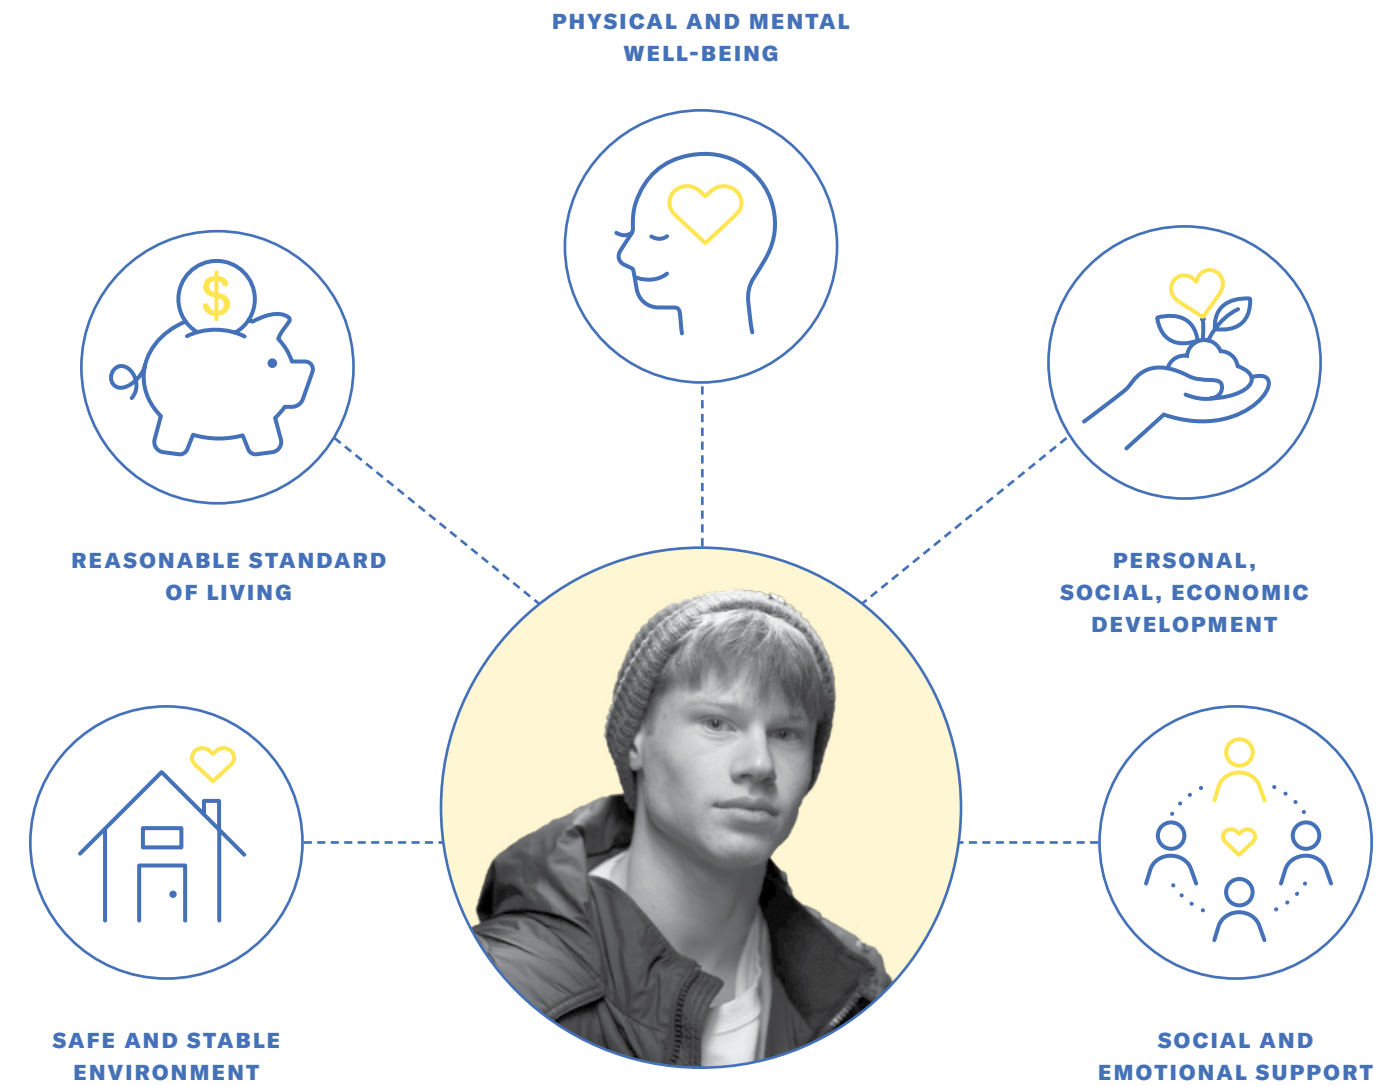 PHYSICAL AND MENTAL
WELL-BEING
$
REASONABLE STANDARD
OF LIVING
PERSONAL,
SOCIAL, ECONOMIC
DEVELOPMENT
SAFE AND STABLE
ENVIRONMENT
SOCIAL AND
EMOTIONAL SUPPORT